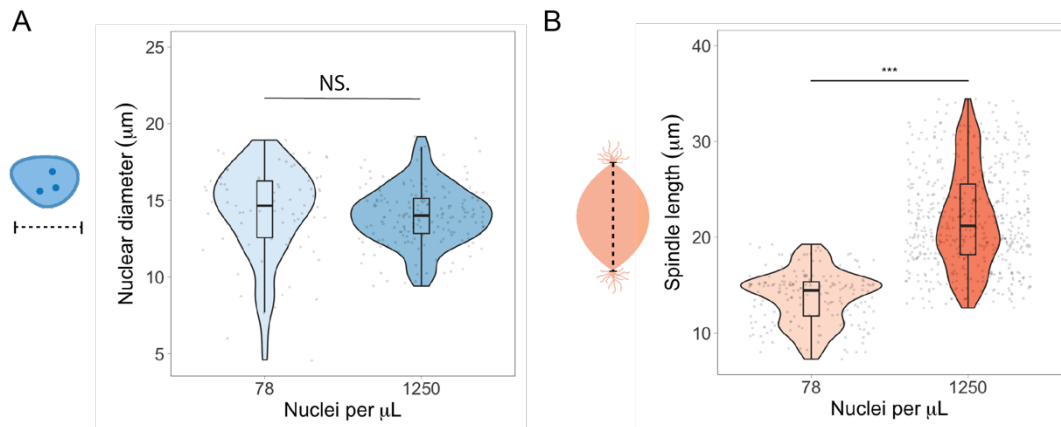 A
Nuclear diameter (μm)
25
20
15
10
5
NS.
78
1250
Nuclei per μL
B
Spindle length (μm)
40
30
20
10
***
78
1250
Nuclei per μL